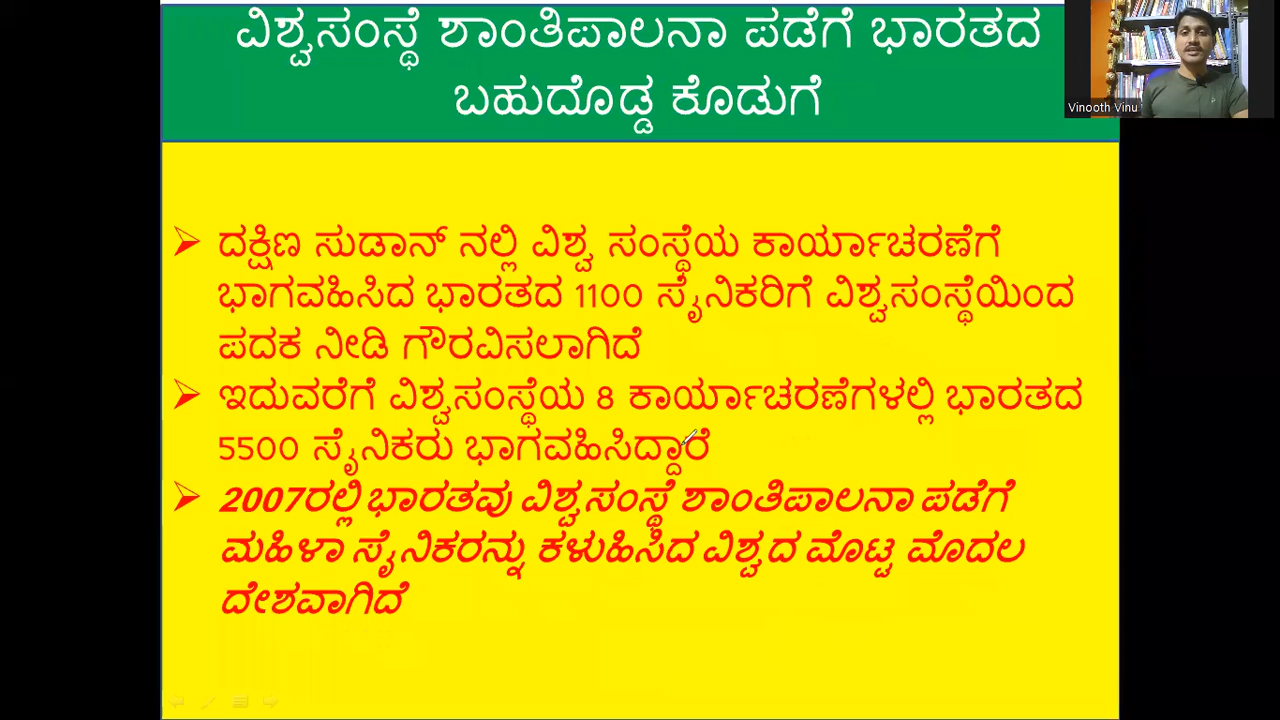 ವಿಶ್ವಸಂಸ್ಥೆ ಶಾಂತಿಪಾಲನಾ ಪಡೆಗೆ ಭಾರತದ
ಬಹುದೊಡ್ಡ ಕೊಡುಗೆ
Vinooth Vinu
ದಕ್ಷಿಣ ಸುಡಾನ್ ನಲ್ಲಿ ವಿಶ್ವ ಸಂಸ್ಥೆಯ ಕಾರ್ಯಾಚರಣೆಗೆ
ಭಾಗವಹಿಸಿದ ಭಾರತದ 1100 ಸೈನಿಕರಿಗೆ ವಿಶ್ವಸಂಸ್ಥೆಯಿಂದ
ಪದಕ ನೀಡಿ ಗೌರವಿಸಲಾಗಿದೆ
ಇದುವರೆಗೆ ವಿಶ್ವಸಂಸ್ಥೆಯ 8 ಕಾರ್ಯಾಚರಣೆಗಳಲ್ಲಿ ಭಾರತದ
5500 ಸೈನಿಕರು ಭಾಗವಹಿಸಿದ್ದಾರೆ
2007ರಲ್ಲಿ ಭಾರತವು ವಿಶ್ವಸಂಸ್ಥೆ ಶಾಂತಿಪಾಲನಾ ಪಡೆಗೆ
ಮಹಿಳಾ ಸೈನಿಕರನ್ನು ಕಳುಹಿಸಿದ ವಿಶ್ವದ ಮೊಟ್ಟ ಮೊದಲ
ದೇಶವಾಗಿದೆ